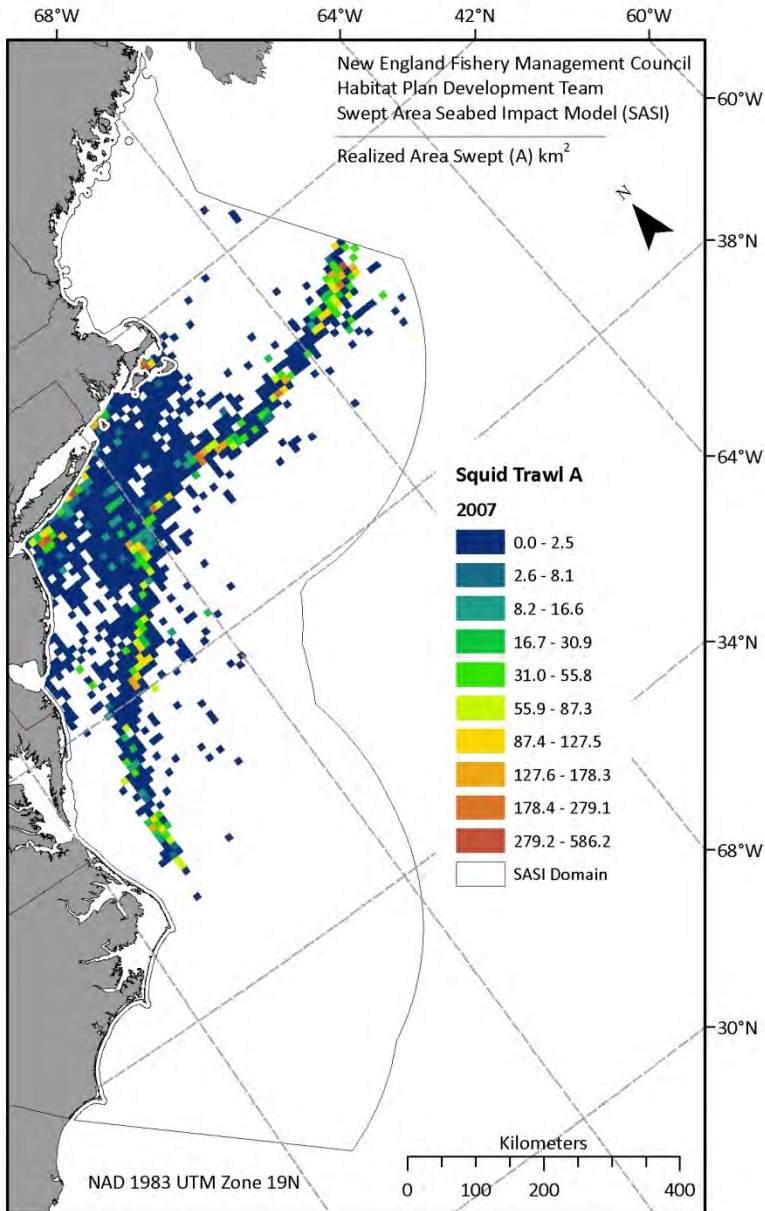 68°W 64°W 42°N 60°W
New England Fishery Management Council
Habitat Plan Development Team
Swept Area Seabed Impact Model (SASI)
Realized Area Swept (A) km²
N
60°W
38°N
64°W
34°N
68°W
30°N
Squid Trawl A
2007
0.0 - 2.5
2.6 - 8.1
8.2 - 16.6
16.7 - 30.9
31.0 - 55.8
55.9 - 87.3
87.4 - 127.5
127.6 - 178.3
178.4 - 279.1
279.2 - 586.2
SASI Domain
Kilometers
0 100 200 400
NAD 1983 UTM Zone 19N